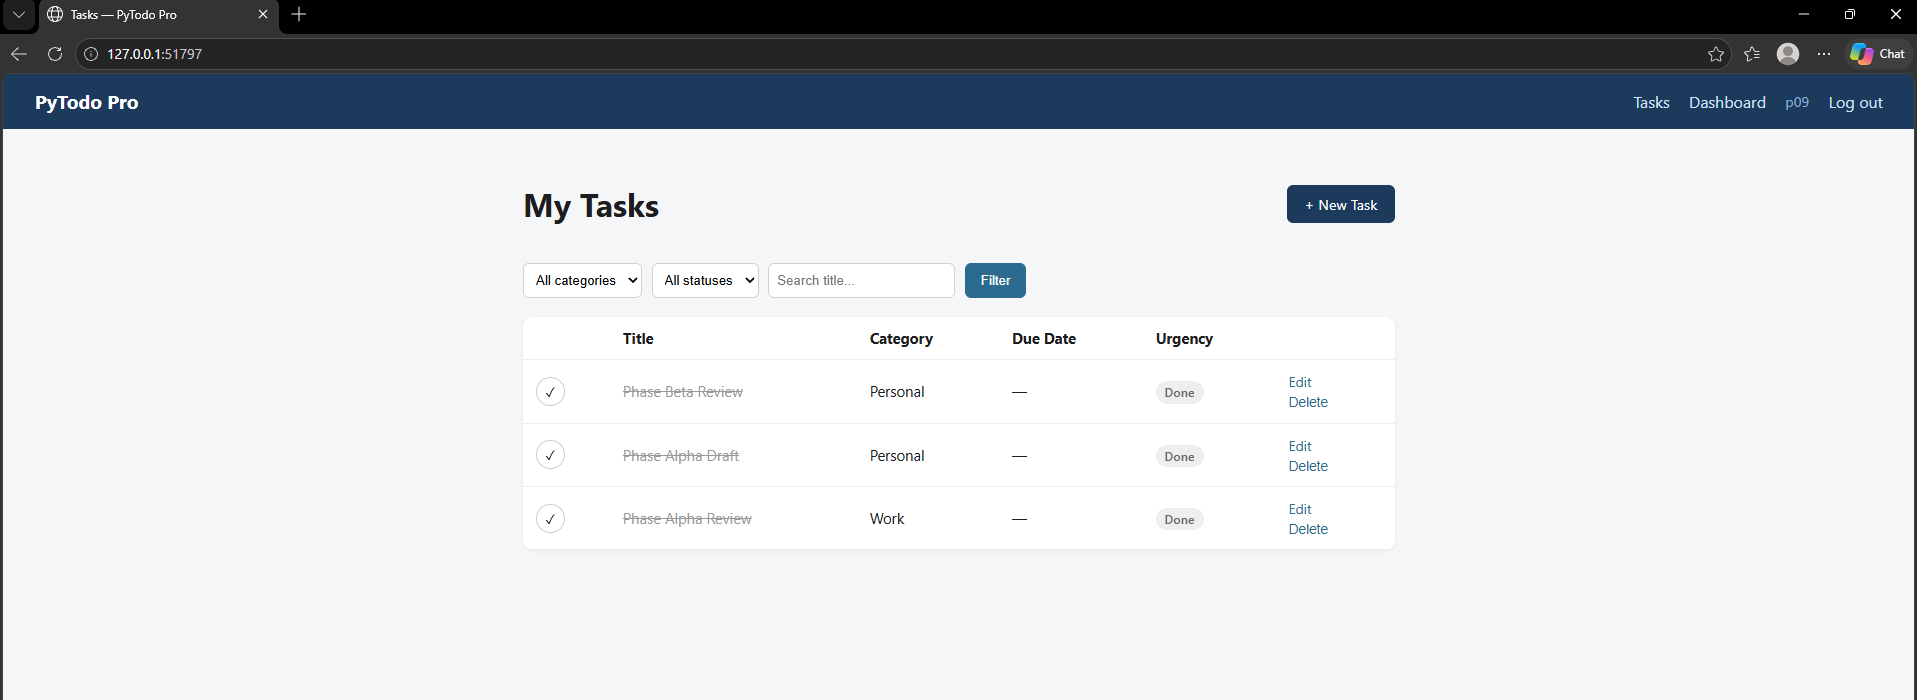 Tasks — PyTodo Pro
127.0.0.1:51797
Chat
PyTodo Pro
Tasks Dashboard p09 Log out
My Tasks
+ New Task
All categories All statuses Search title... Filter
Title Category Due Date Urgency
✓ Phase Beta Review Personal — Done Edit
Delete
✓ Phase Alpha Draft Personal — Done Edit
Delete
✓ Phase Alpha Review Work — Done Edit
Delete